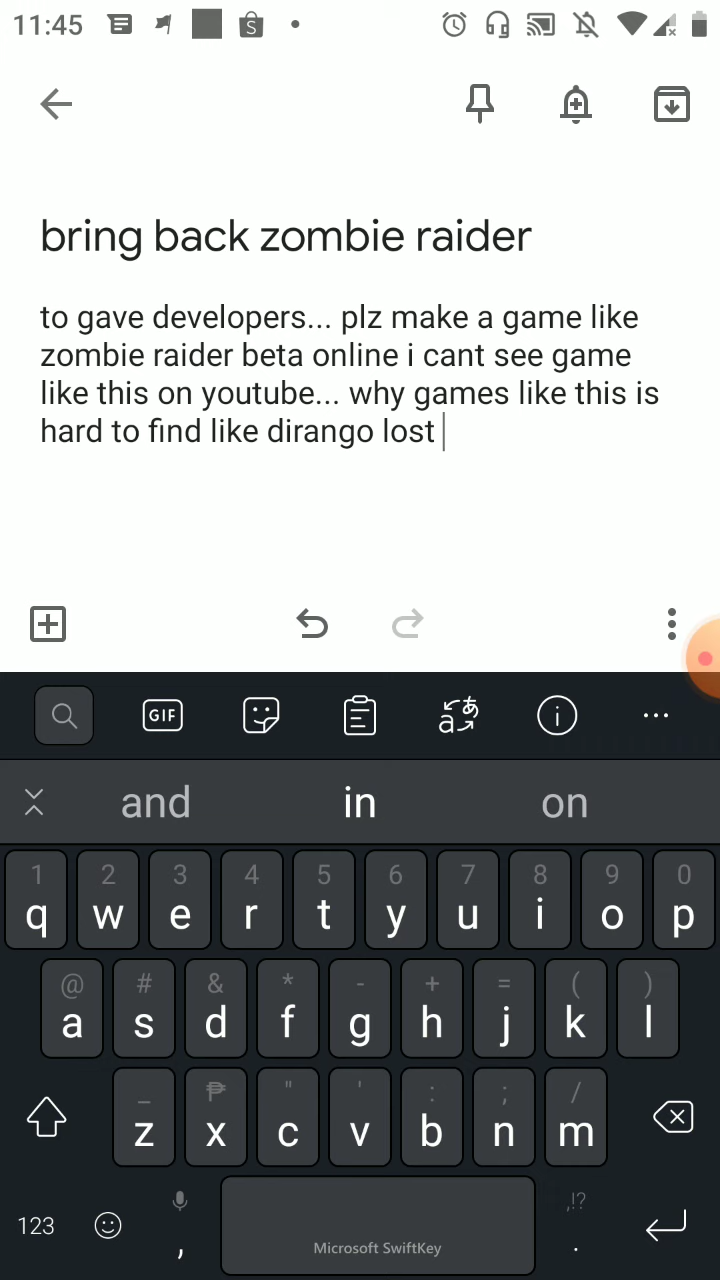 11:45
bring back zombie raider
to gave developers... plz make a game like
zombie raider beta online i cant see game
like this on youtube... why games like this is
hard to find like dirango lost
GIF
and in on
1 2 3 4 5 6 7 8 9 0
q w e r t y u i o p
@ # & * - + = ( )
a s d f g h j k l
_ ₱ " ' : ; /
z x c v b n m
,!?
123 , Microsoft SwiftKey .